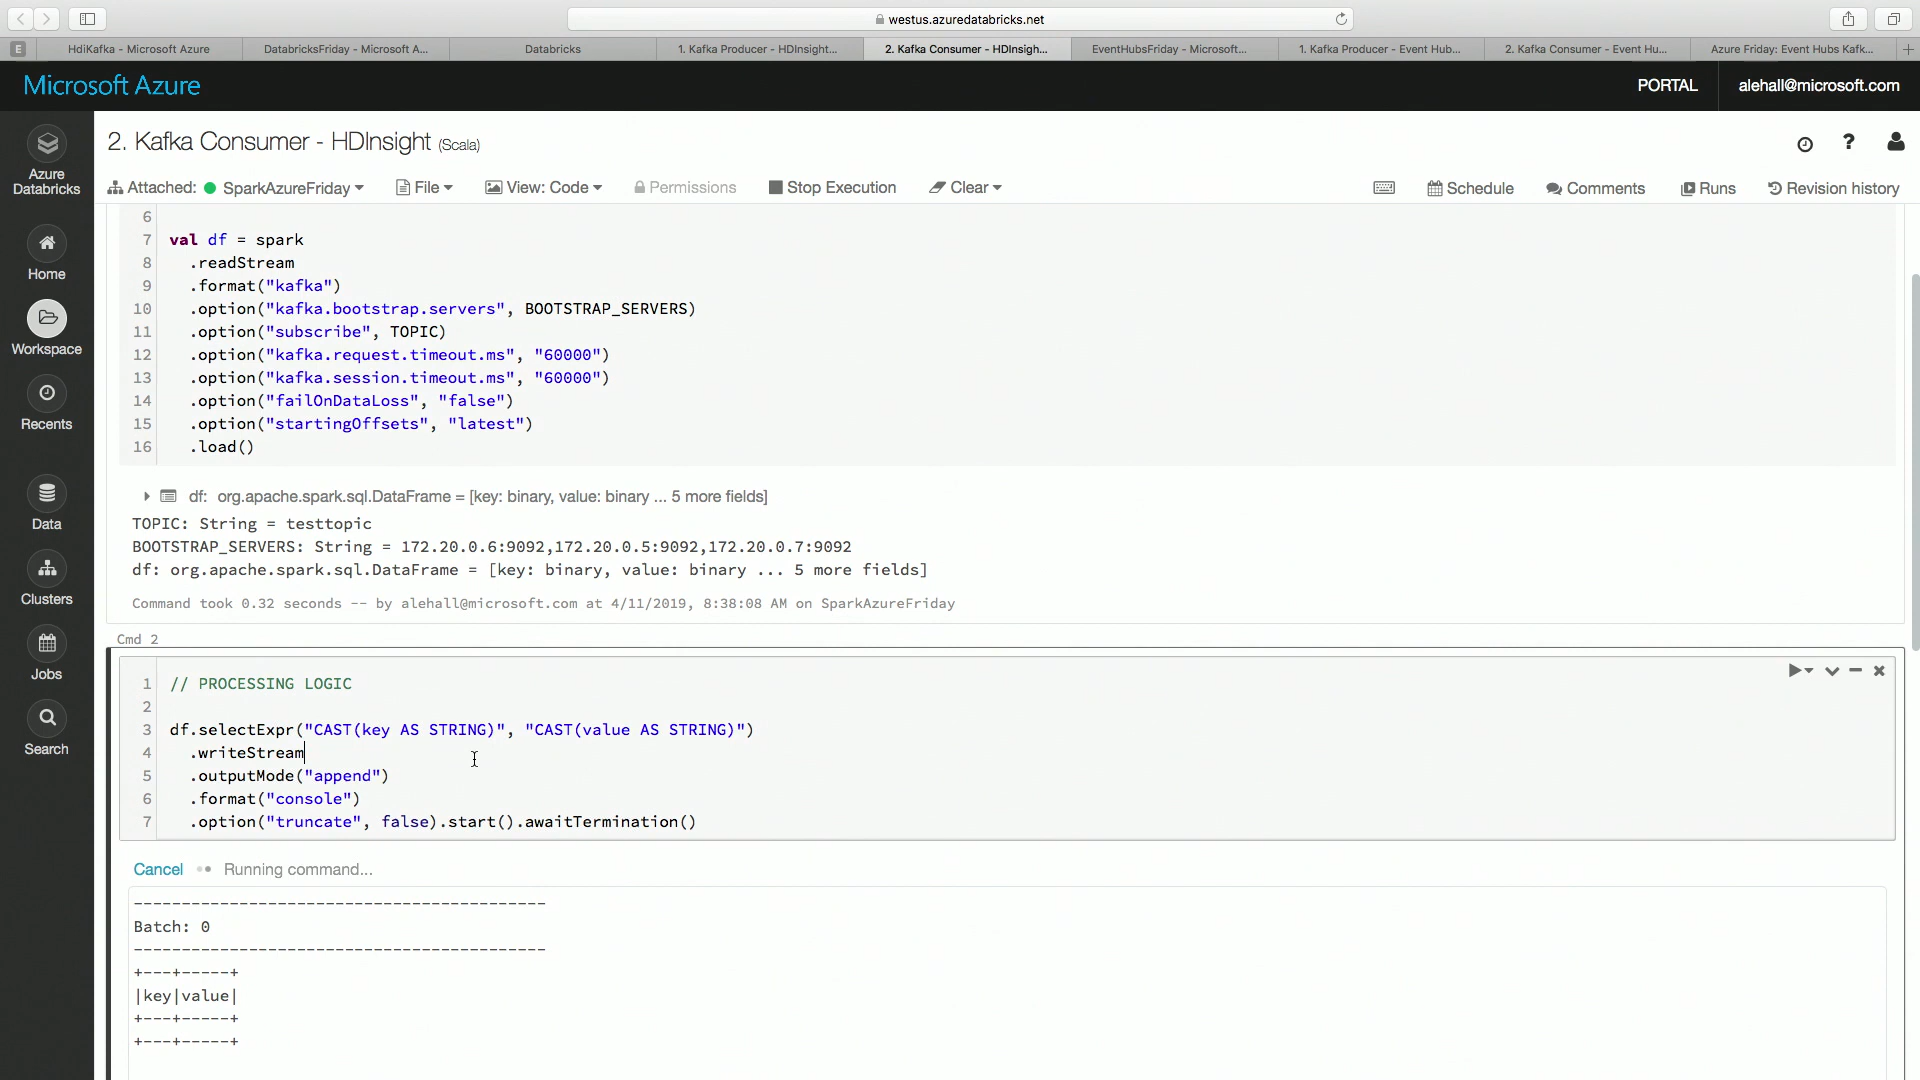 westus.azuredatabricks.net
E
HdiKafka - Microsoft Azure
DatabricksFriday - Microsoft A...
Databricks
1. Kafka Producer - HDInsight...
2. Kafka Consumer - HDInsigh...
EventHubsFriday - Microsoft...
1. Kafka Producer - Event Hub...
2. Kafka Consumer - Event Hu...
Azure Friday: Event Hubs Kafk...
Microsoft Azure
PORTAL
alehall@microsoft.com
2. Kafka Consumer - HDInsight (Scala)
Attached: SparkAzureFriday
File
View: Code
Permissions
Stop Execution
Clear
Schedule
Comments
Runs
Revision history
Azure
Databricks
Home
Workspace
Recents
Data
Clusters
Jobs
Search
6
7 val df = spark
8 .readStream
9 .format("kafka")
10 .option("kafka.bootstrap.servers", BOOTSTRAP_SERVERS)
11 .option("subscribe", TOPIC)
12 .option("kafka.request.timeout.ms", "60000")
13 .option("kafka.session.timeout.ms", "60000")
14 .option("failOnDataLoss", "false")
15 .option("startingOffsets", "latest")
16 .load()
df: org.apache.spark.sql.DataFrame = [key: binary, value: binary ... 5 more fields]
TOPIC: String = testtopic
BOOTSTRAP_SERVERS: String = 172.20.0.6:9092,172.20.0.5:9092,172.20.0.7:9092
df: org.apache.spark.sql.DataFrame = [key: binary, value: binary ... 5 more fields]
Command took 0.32 seconds -- by alehall@microsoft.com at 4/11/2019, 8:38:08 AM on SparkAzureFriday
Cmd 2
1 // PROCESSING LOGIC
2
3 df.selectExpr("CAST(key AS STRING)", "CAST(value AS STRING)")
4 .writeStream
5 .outputMode("append")
6 .format("console")
7 .option("truncate", false).start().awaitTermination()
Cancel Running command...
-------------------------------------------
Batch: 0
-------------------------------------------
+---+-----+
|key|value|
+---+-----+
+---+-----+